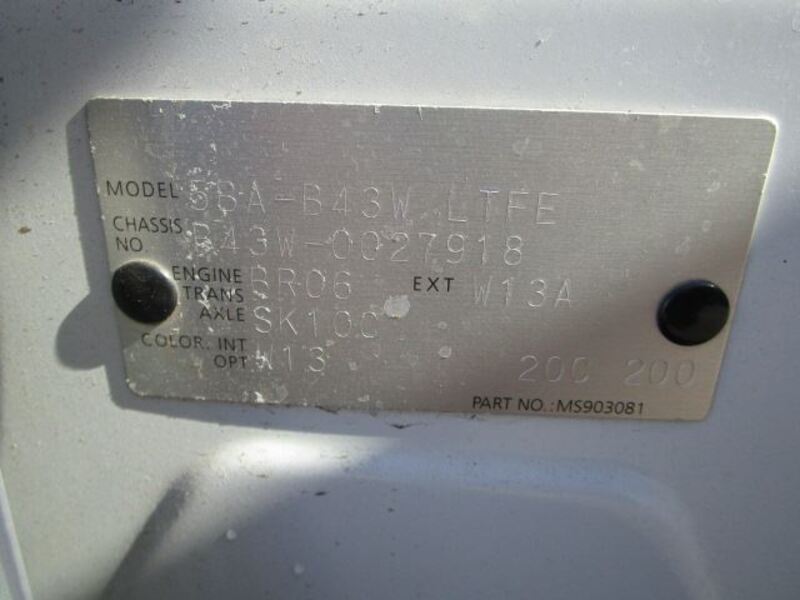 MODEL 5BA-B43W LTFE
CHASSIS NO. B43W-0027918
ENGINE BR06 EXT W13A
TRANS AXLE SK100
COLOR. INT OPT W13 200 200
PART NO.:MS903081